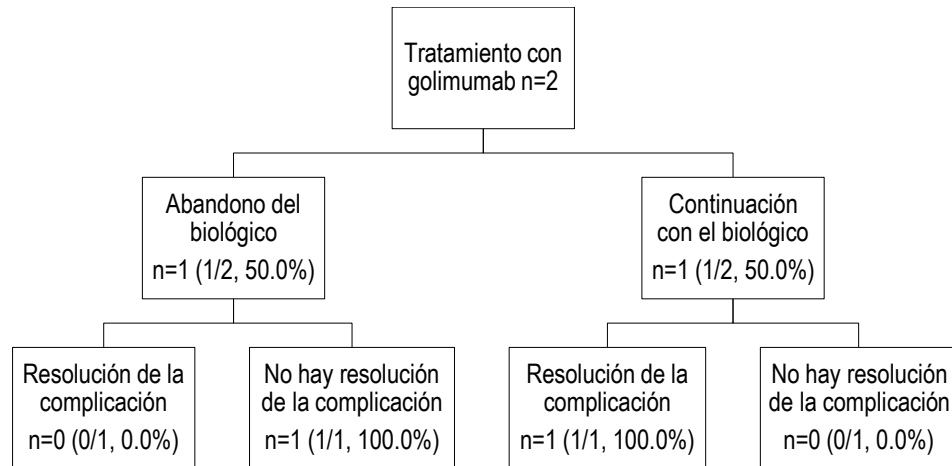 Tratamiento con
golimumab n=2
Abandono del
biológico
n=1 (1/2, 50.0%)
Continuación
con el biológico
n=1 (1/2, 50.0%)
Resolución de la
complicación
n=0 (0/1, 0.0%)
No hay resolución
de la complicación
n=1 (1/1, 100.0%)
Resolución de la
complicación
n=1 (1/1, 100.0%)
No hay resolución
de la complicación
n=0 (0/1, 0.0%)